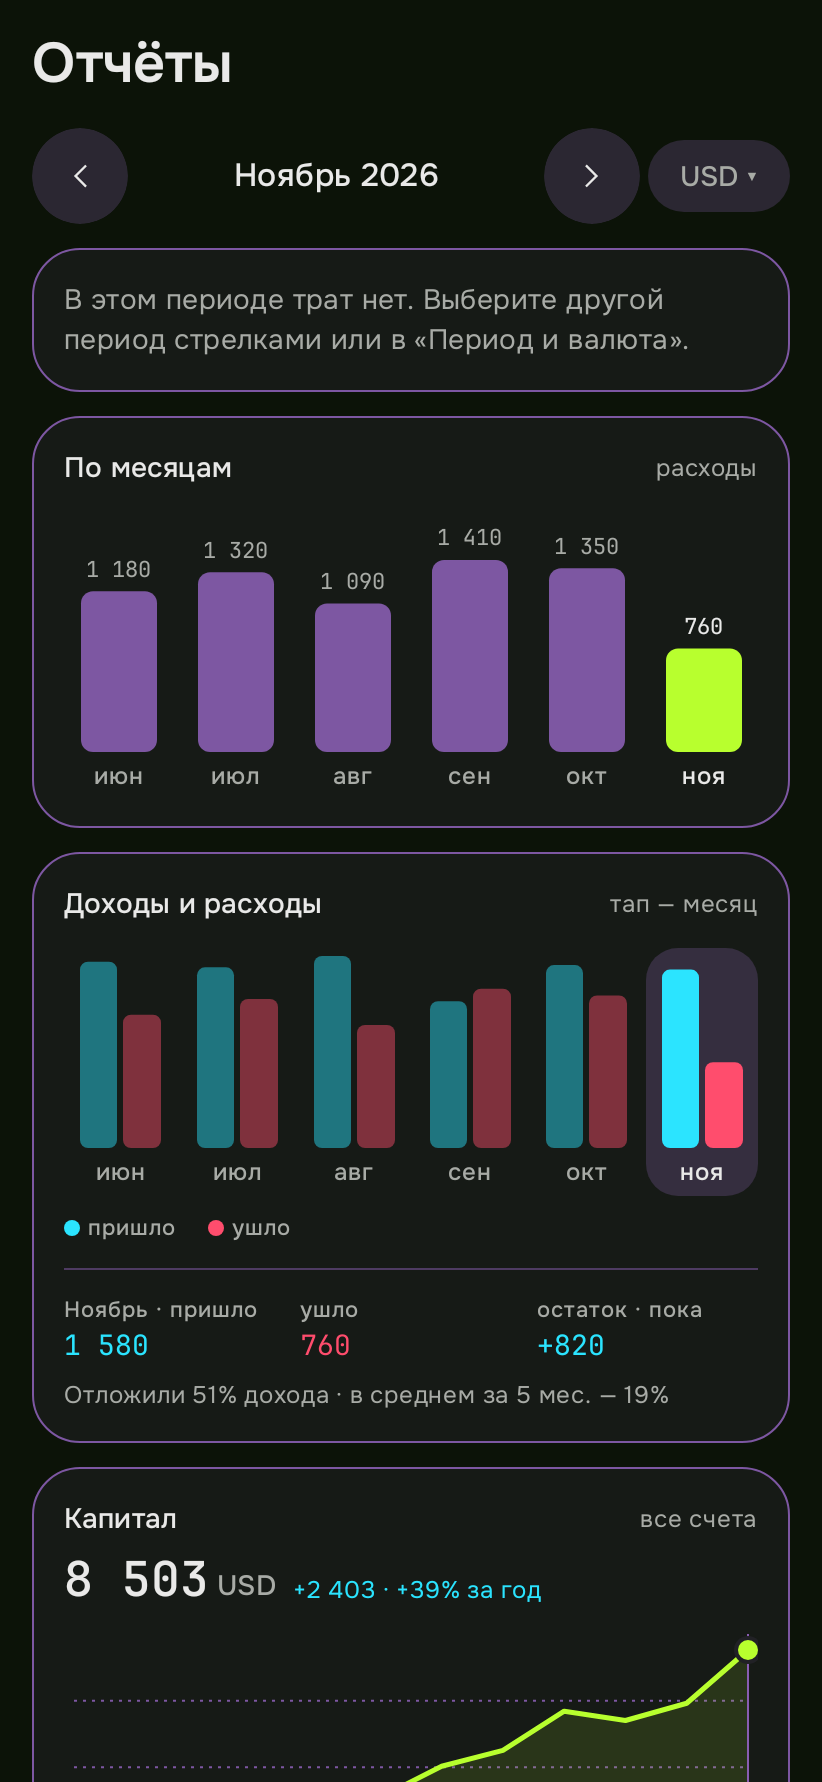 Отчёты
Ноябрь 2026
USD ▾
В этом периоде трат нет. Выберите другой
период стрелками или в «Период и валюта».
По месяцам расходы
1 180 1 320 1 090 1 410 1 350 760
июн июл авг сен окт ноя
Доходы и расходы тап — месяц
июн июл авг сен окт ноя
пришло ушло
Ноябрь · пришло ушло остаток · пока
1 580 760 +820
Отложили 51% дохода · в среднем за 5 мес. — 19%
Капитал все счета
8 503 USD +2 403 · +39% за год